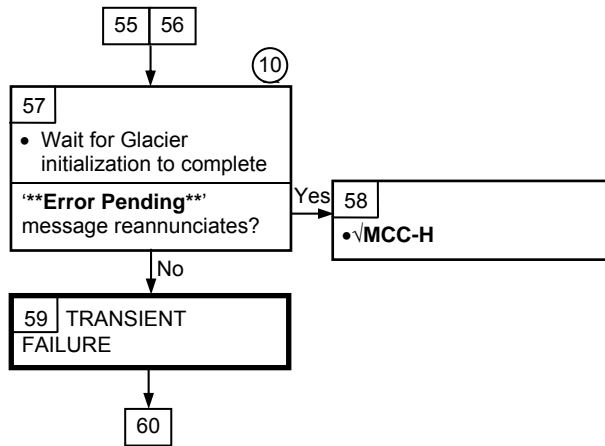 55 56
10
57
• Wait for Glacier
initialization to complete
'**Error Pending**'
message reannunciates?
Yes
58
•√MCC-H
No
59 TRANSIENT
FAILURE
60